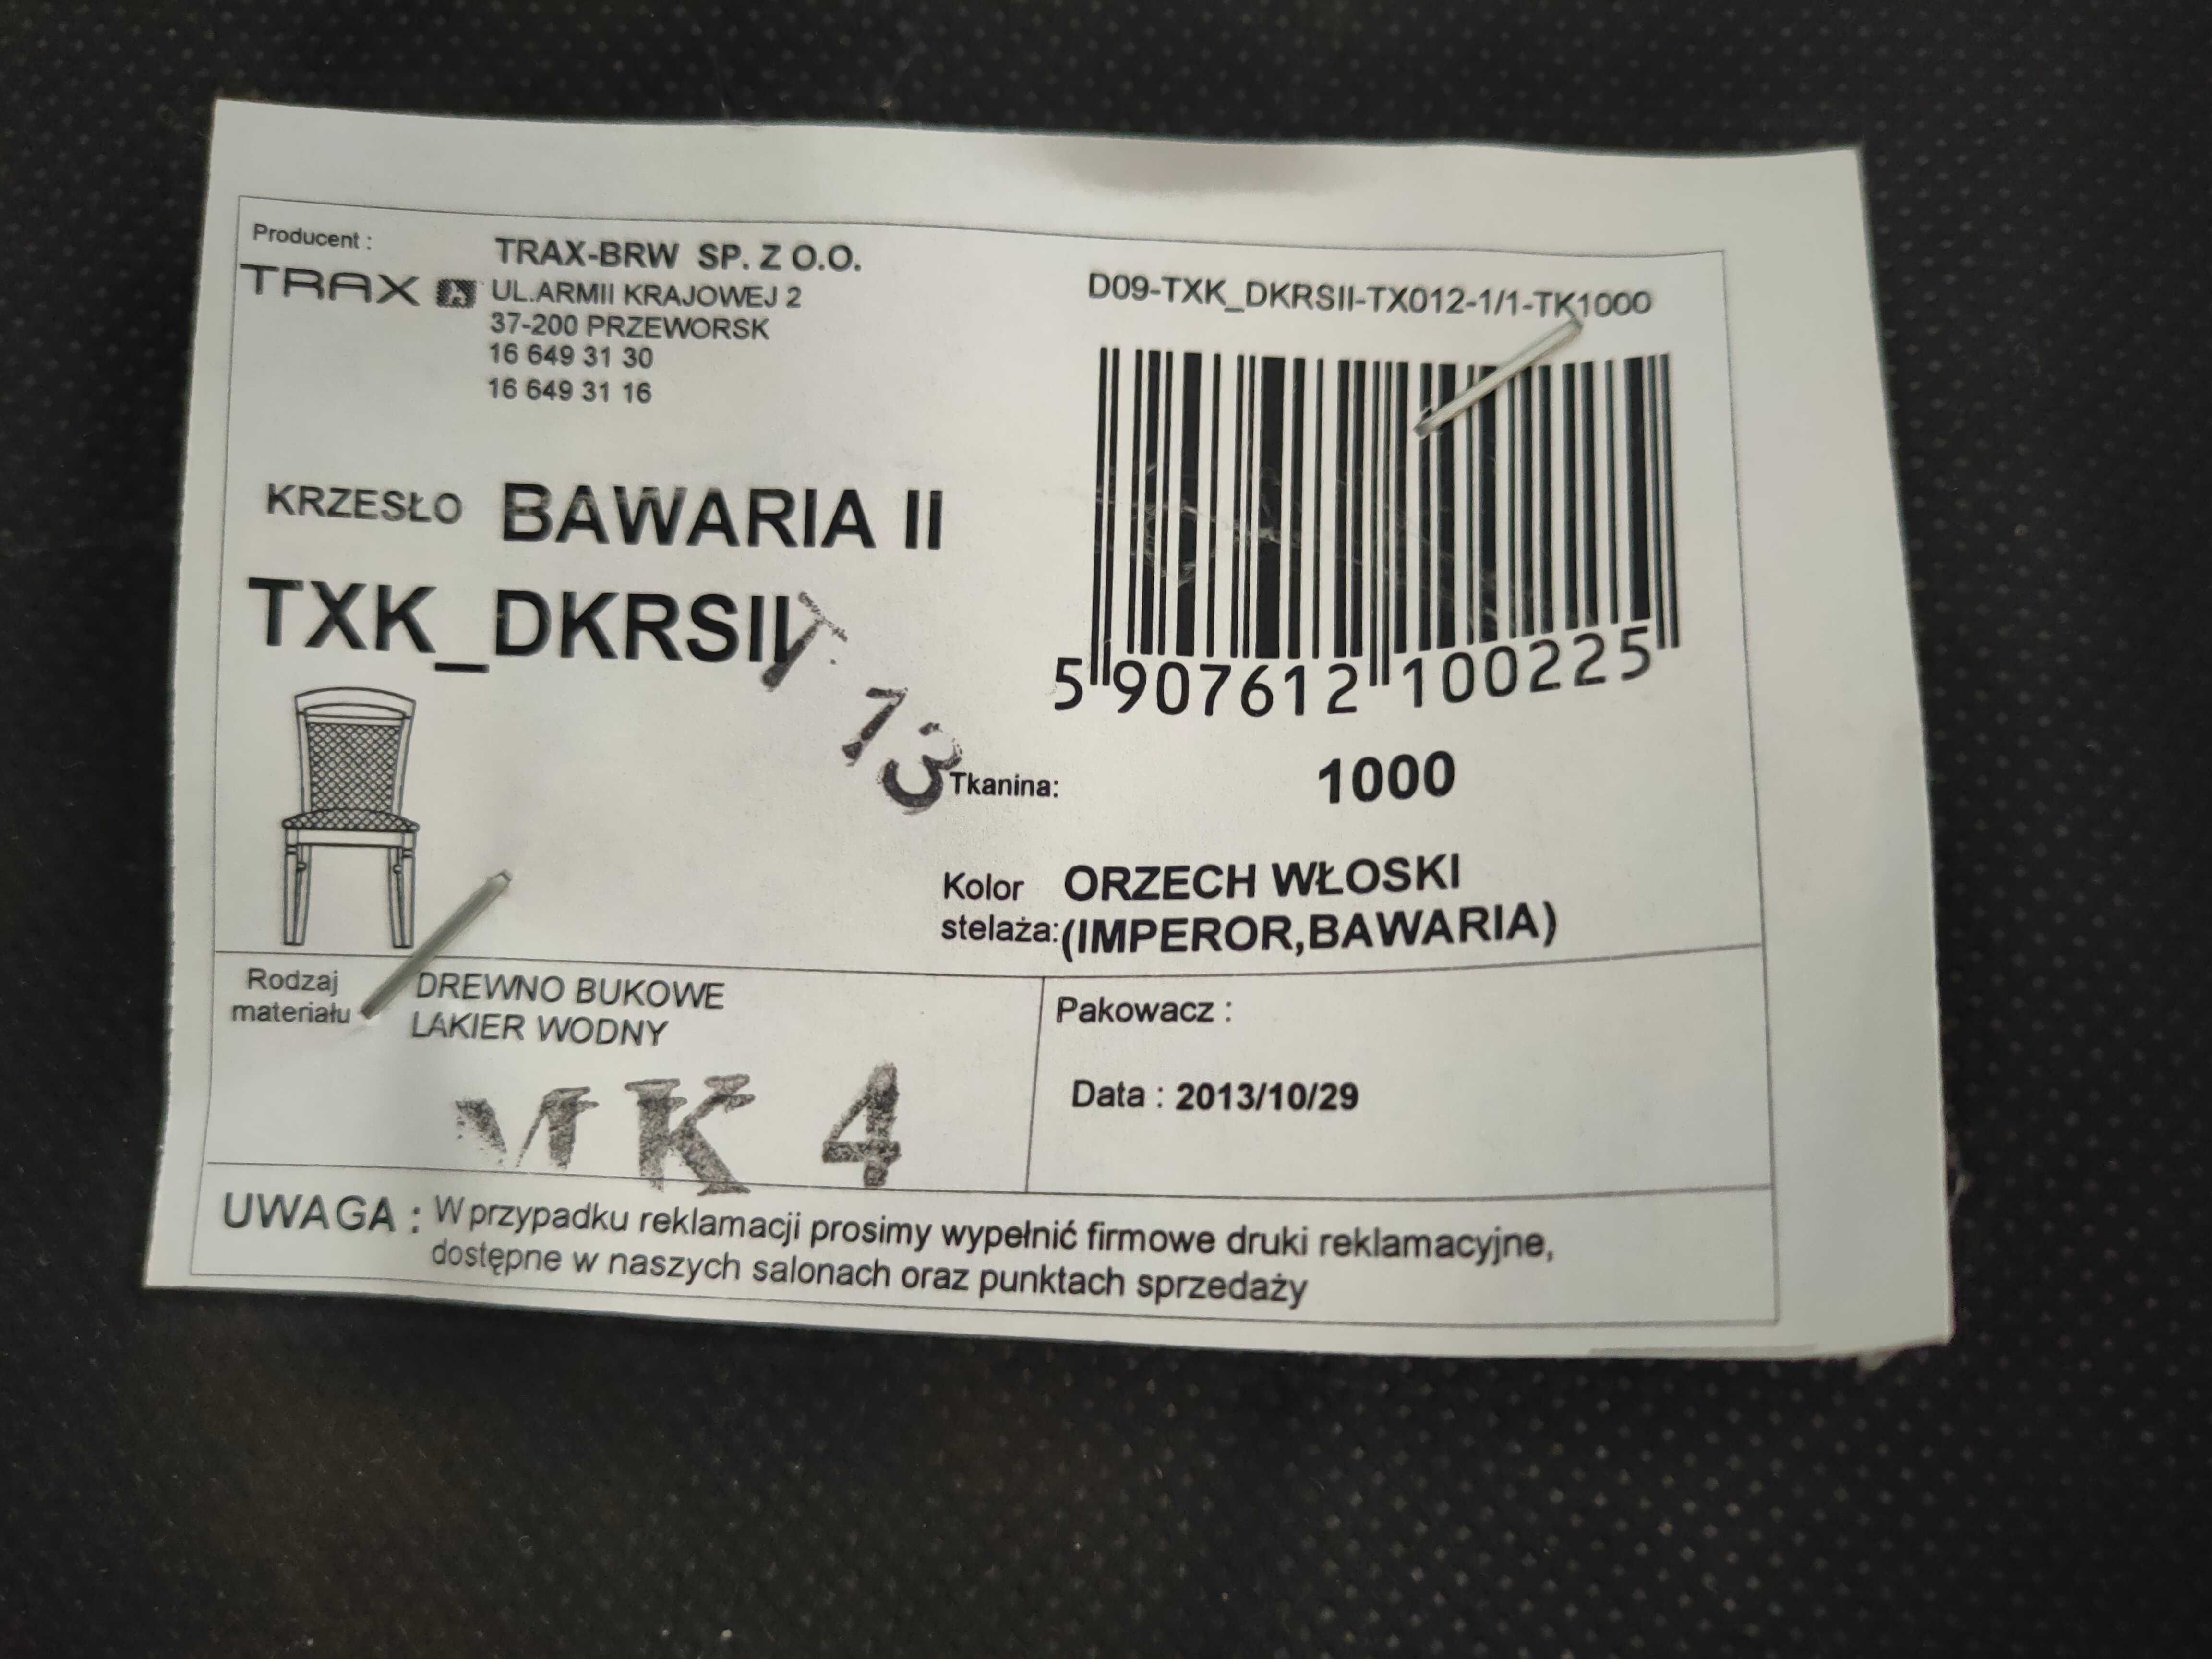 Producent :
TRAX
TRAX-BRW SP. Z O.O.
UL.ARMII KRAJOWEJ 2
37-200 PRZEWORSK
16 649 31 30
16 649 31 16
D09-TXK_DKRSII-TX012-1/1-TK1000
5 907612 100225
KRZESŁO BAWARIA II
TXK_DKRSII
T 13
Tkanina: 1000
Kolor ORZECH WŁOSKI
stelaża: (IMPEROR,BAWARIA)
Rodzaj DREWNO BUKOWE
materiału LAKIER WODNY
MK 4
Pakowacz :
Data : 2013/10/29
UWAGA : W przypadku reklamacji prosimy wypełnić firmowe druki reklamacyjne,
dostępne w naszych salonach oraz punktach sprzedaży